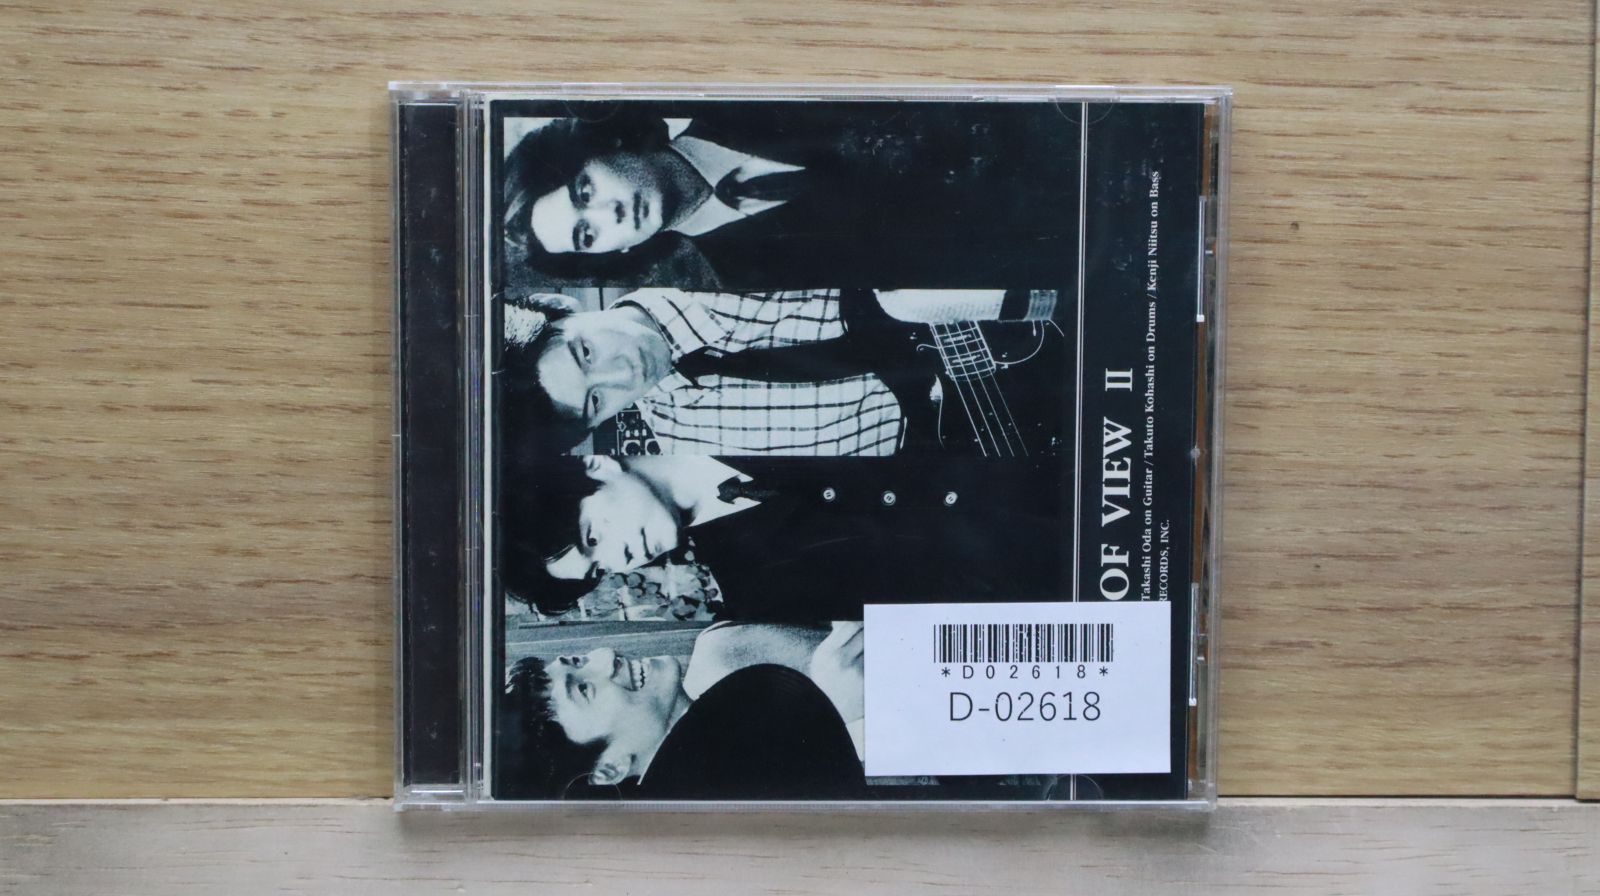 OF VIEW II
Takashi Oda on Guitar / Takuto Kohashi on Drums / Kenji Niitsu on Bass
RECORDS, INC.
*D02618*
D-02618